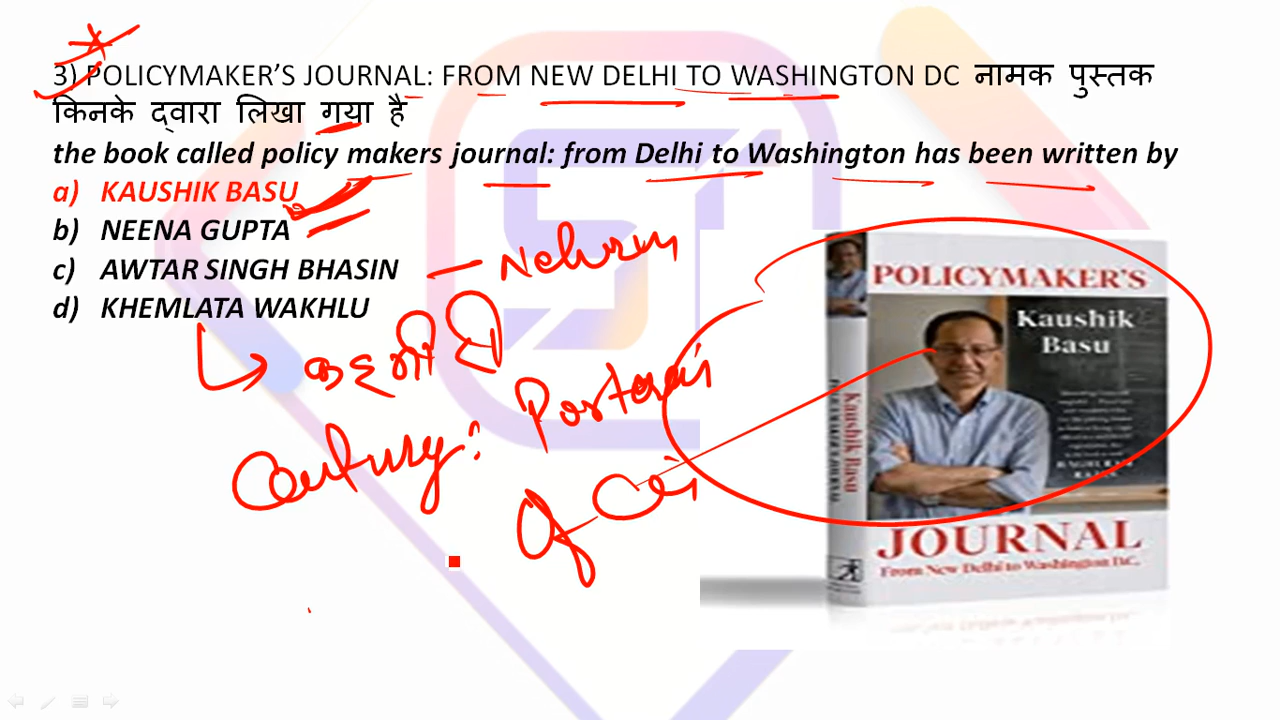 3) POLICYMAKER'S JOURNAL: FROM NEW DELHI TO WASHINGTON DC नामक पुस्तक
किनके द्वारा लिखा गया है
the book called policy makers journal: from Delhi to Washington has been written by
a) KAUSHIK BASU
b) NEENA GUPTA
c) AWTAR SINGH BHASIN
d) KHEMLATA WAKHLU
Century:
of
POLICYMAKER'S
Kaushik
Basu
Kaushik Basu
JOURNAL
From New Delhi to Washington D.C.